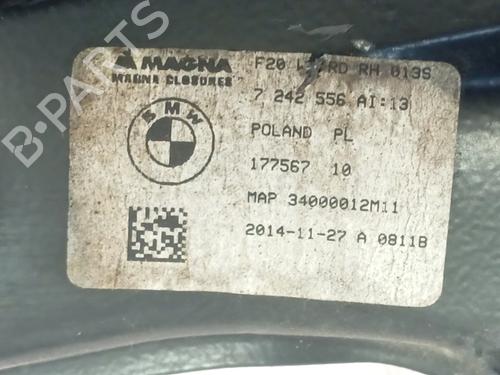 MAGNA
MAGNA CLOSURES
F20 RD RH 013S
BMW
7 242 556 AI:13
POLAND PL
177567 10
MAP 34000012M11
2014-11-27 A 0811B
B-PARTS